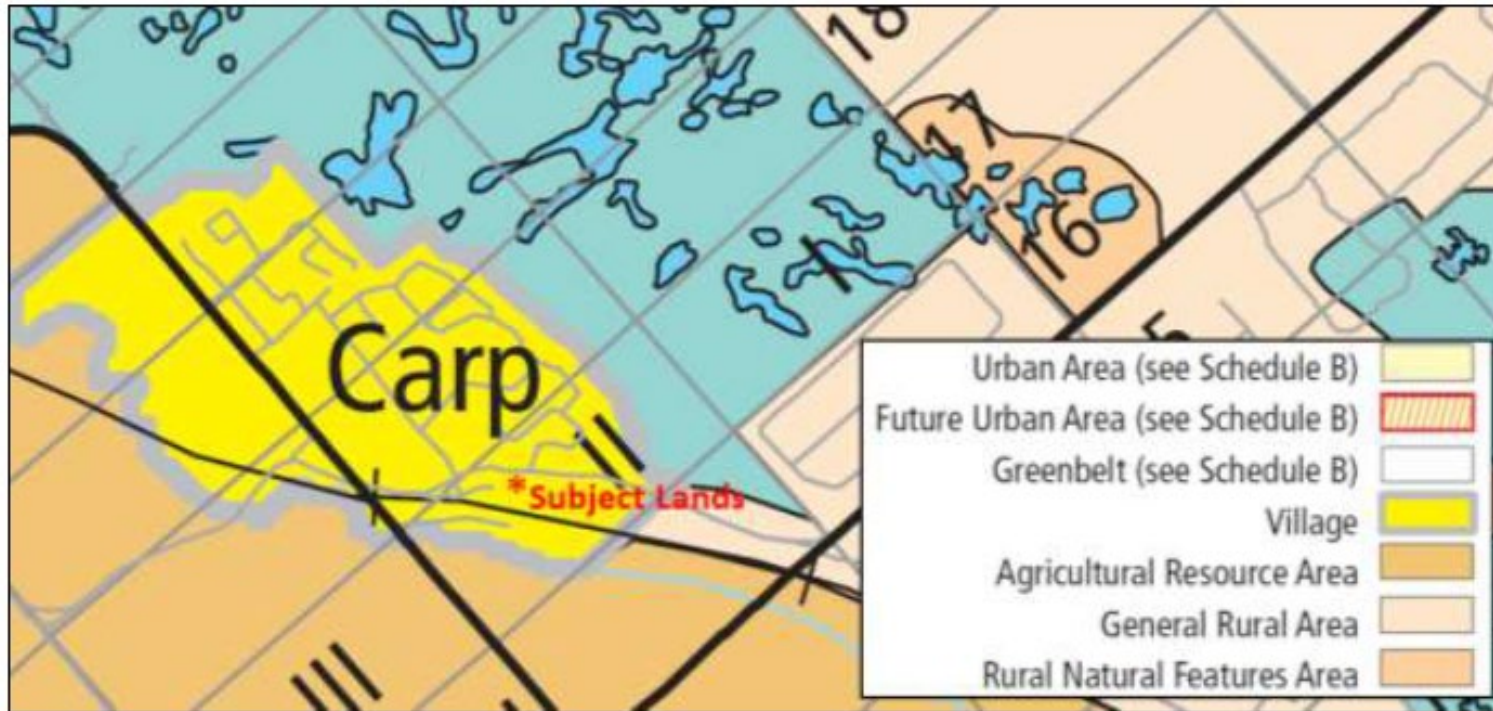 18
17
16
Carp
*Subject Lands
Urban Area (see Schedule B)
Future Urban Area (see Schedule B)
Greenbelt (see Schedule B)
Village
Agricultural Resource Area
General Rural Area
Rural Natural Features Area